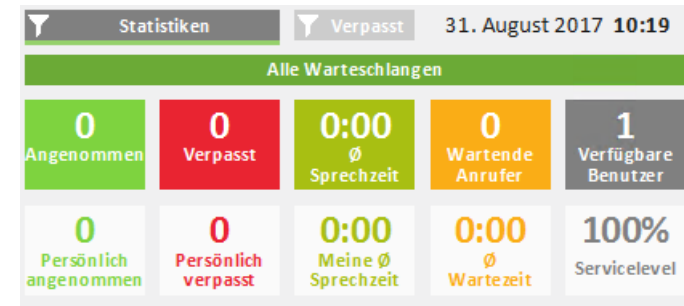 Statistiken Verpasst 31. August 2017 10:19
Alle Warteschlangen
0 0 0:00 0 1
Angenommen Verpasst Ø Sprechzeit Wartende Anrufer Verfügbare Benutzer
0 0 0:00 0:00 100%
Persönlich angenommen Persönlich verpasst Meine Ø Sprechzeit Ø Wartezeit Servicelevel